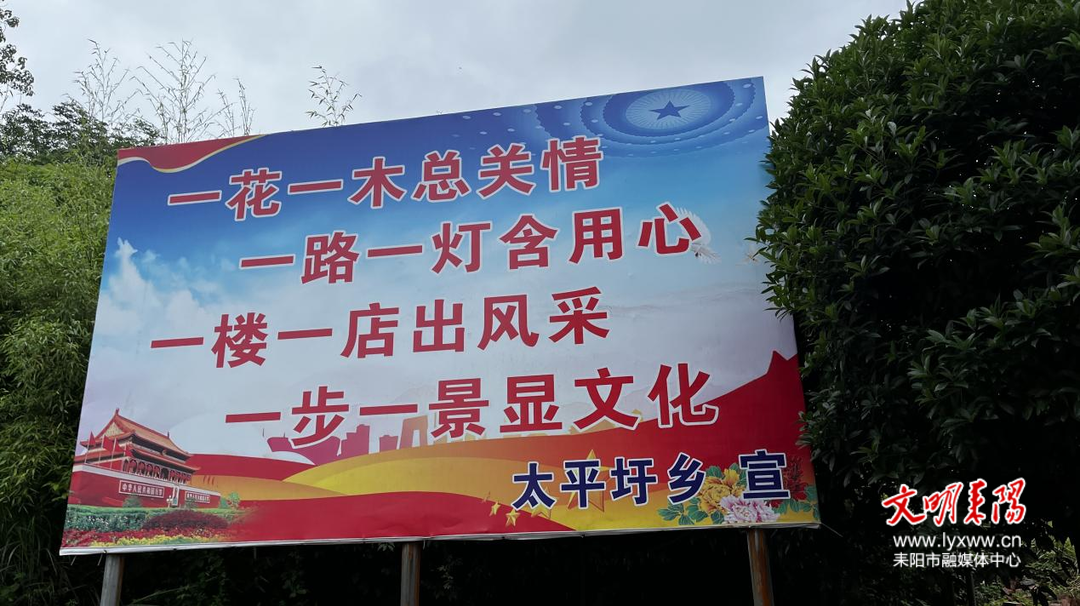 一花一木总关情
一路一灯含用心
一楼一店出风采
一步一景显文化
太平圩乡 宣
文明耒阳
www.lyxww.cn
耒阳市融媒体中心